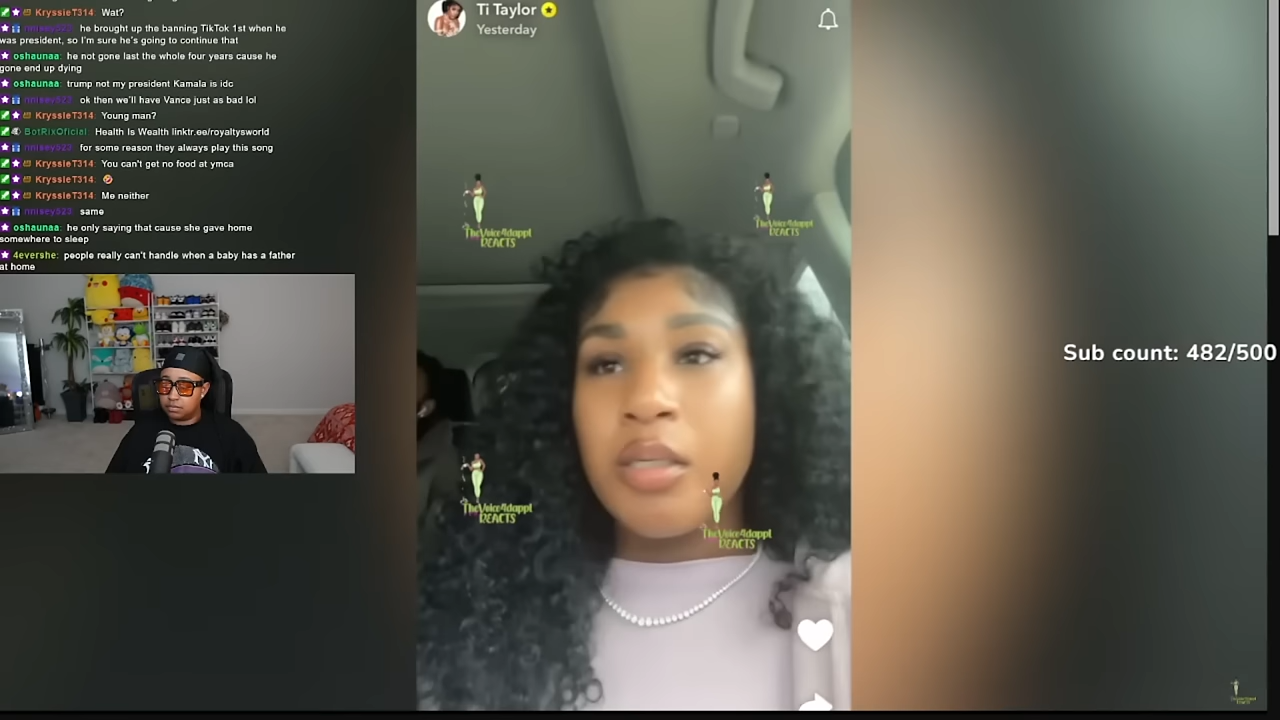 KryssieT314: Wat?
he brought up the banning TikTok 1st when he
was president, so I'm sure he's going to continue that
oshaunaa: he not gone last the whole four years cause he
gone end up dying
oshaunaa: trump not my president Kamala is idc
ok then we'll have Vance just as bad lol
KryssieT314: Young man?
BotRixOficial: Health Is Wealth linktr.ee/royaltysworld
for some reason they always play this song
KryssieT314: You can't get no food at ymca
KryssieT314:
KryssieT314: Me neither
same
oshaunaa: he only saying that cause she gave home
somewhere to sleep
4evershe: people really can't handle when a baby has a father
at home
Ti Taylor
Yesterday
TheVoice4dappl
REACTS
TheVoice4dappl
REACTS
Sub count: 482/500
TheVoice4dappl
REACTS
TheVoice4dappl
REACTS